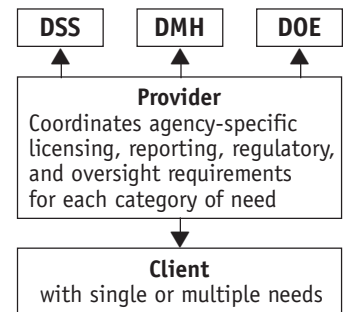 DSS DMH DOE
Provider
Coordinates agency-specific
licensing, reporting, regulatory,
and oversight requirements
for each category of need
Client
with single or multiple needs